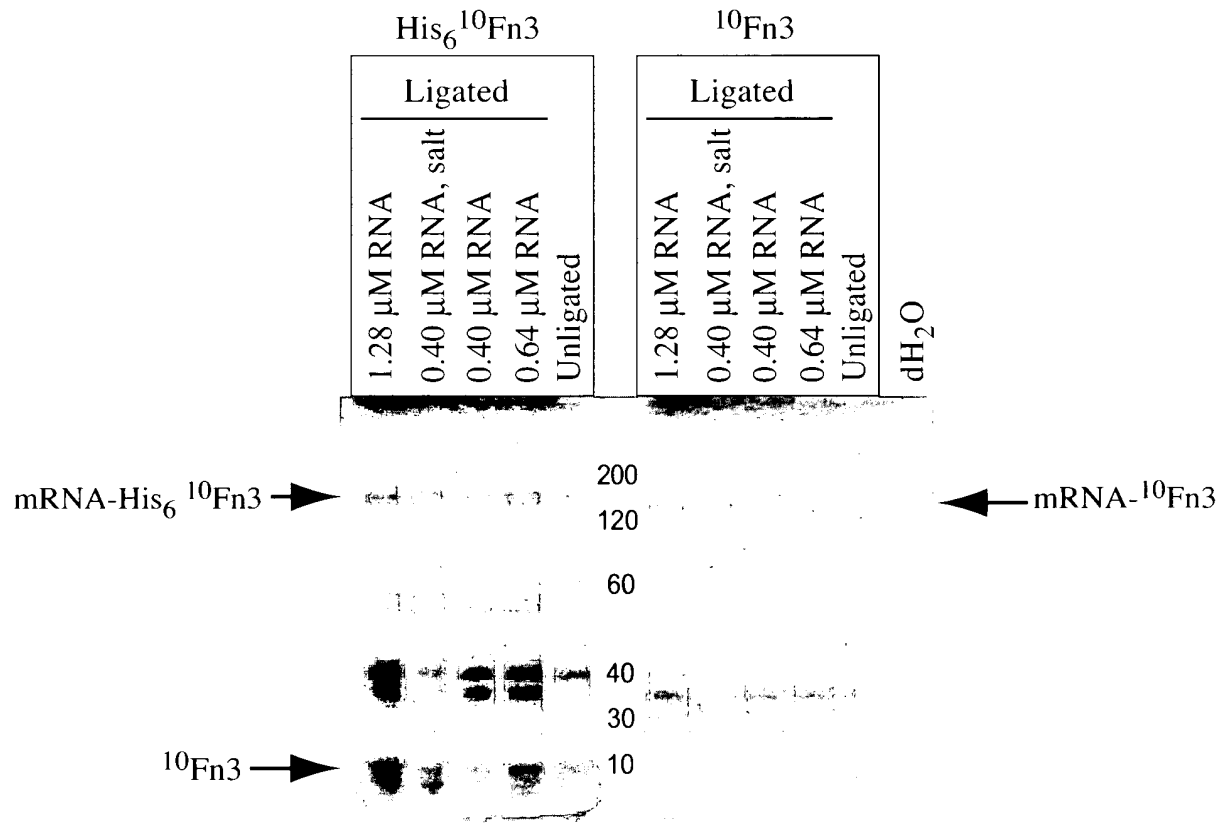 His6 10Fn3
10Fn3
Ligated
Ligated
1.28 µM RNA
0.40 µM RNA, salt
0.40 µM RNA
0.64 µM RNA
Unligated
1.28 µM RNA
0.40 µM RNA, salt
0.40 µM RNA
0.64 µM RNA
Unligated
dH2O
mRNA-His6 10Fn3
200
120
mRNA-10Fn3
60
40
30
10Fn3
10